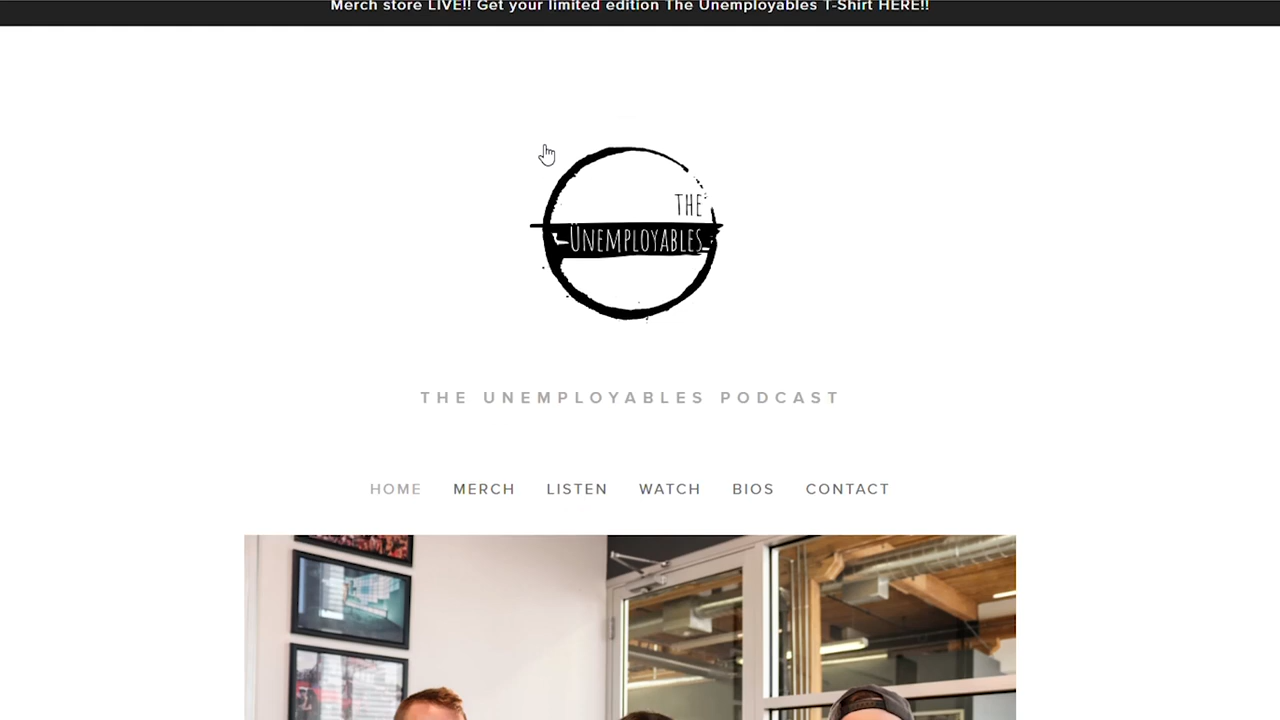 Merch store LIVE!! Get your limited edition The Unemployables T-Shirt HERE!!
THE
ÜNEMPLOYABLES
THE UNEMPLOYABLES PODCAST
HOME MERCH LISTEN WATCH BIOS CONTACT